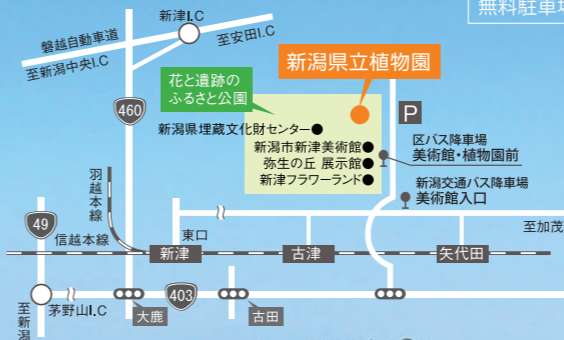 無料駐車場
新津I.C
磐越自動車道
至安田I.C
至新潟中央I.C
新潟県立植物園
花と遺跡の
ふるさと公園
460
P
新潟県埋蔵文化財センター
新潟市新津美術館
弥生の丘 展示館
新津フラワーランド
区バス降車場
美術館・植物園前
新潟交通バス降車場
美術館入口
羽越本線
49
信越本線
東口
至加茂
新津
古津
矢代田
403
茅野山I.C
大鹿
古田
至新潟